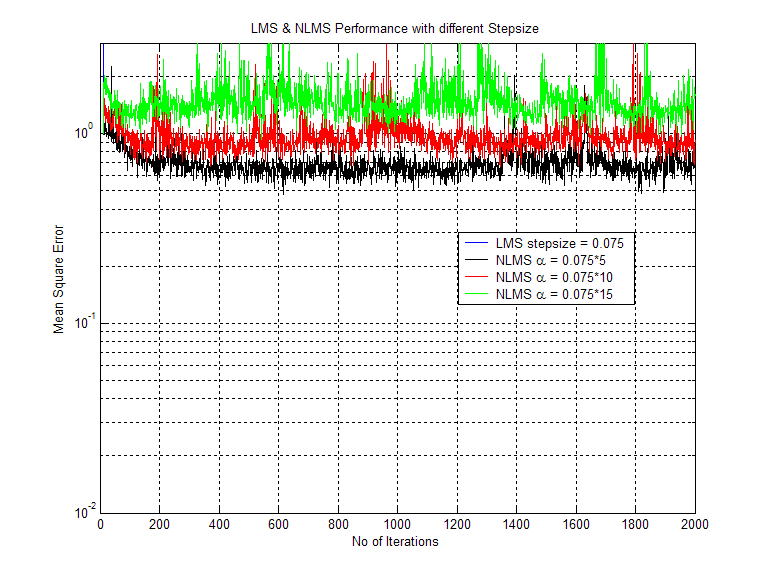 LMS & NLMS Performance with different Stepsize
10^0
10^-1
10^-2
Mean Square Error
LMS stepsize = 0.075
NLMS α = 0.075*5
NLMS α = 0.075*10
NLMS α = 0.075*15
0 200 400 600 800 1000 1200 1400 1600 1800 2000
No of Iterations